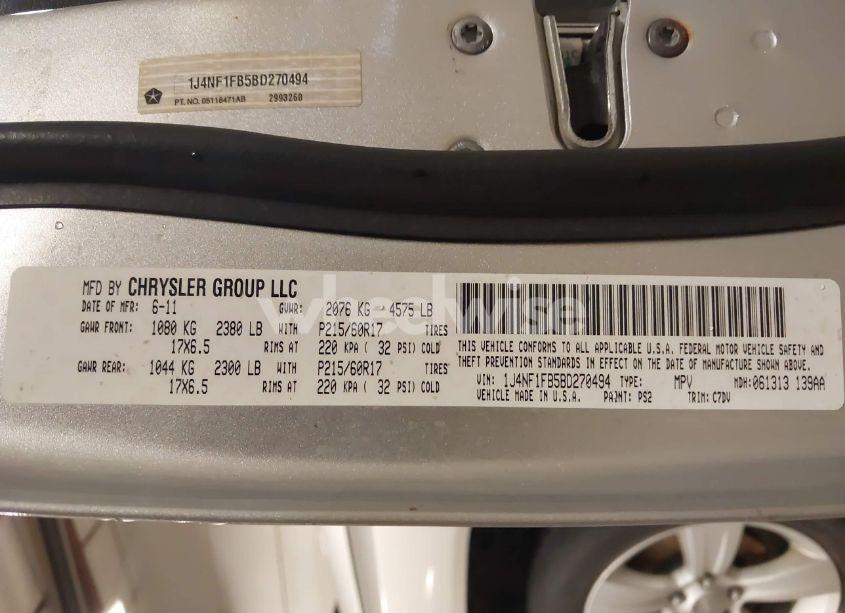 1J4NF1FB5BD270494
PT. NO. 05116471AB 2993260
MFD BY CHRYSLER GROUP LLC
DATE OF MFR: 6-11 GVWR: 2076 KG - 4575 LB
GAWR FRONT: 1080 KG 2380 LB WITH P215/60R17 TIRES
17X6.5 RIMS AT 220 KPA ( 32 PSI) COLD
GAWR REAR: 1044 KG 2300 LB WITH P215/60R17 TIRES
17X6.5 RIMS AT 220 KPA ( 32 PSI) COLD
THIS VEHICLE CONFORMS TO ALL APPLICABLE U.S.A. FEDERAL MOTOR VEHICLE SAFETY AND
THEFT PREVENTION STANDARDS IN EFFECT ON THE DATE OF MANUFACTURE SHOWN ABOVE.
VIN: 1J4NF1FB5BD270494 TYPE: MPV MDH: 061313 139AA
VEHICLE MADE IN U.S.A. PAINT: PS2 TRIM: C7DV